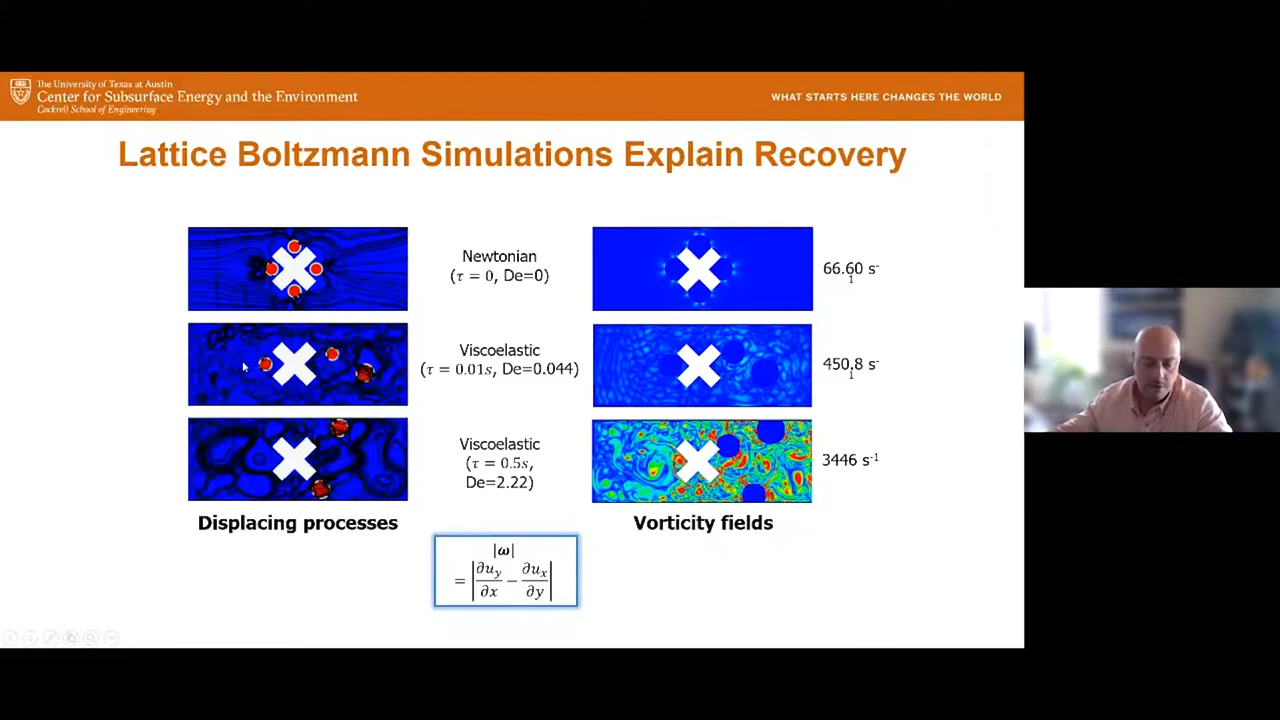 The University of Texas at Austin
Center for Subsurface Energy and the Environment
Cockrell School of Engineering
WHAT STARTS HERE CHANGES THE WORLD
Lattice Boltzmann Simulations Explain Recovery
Newtonian
(τ = 0, De=0)
66.60 s⁻
1
Viscoelastic
(τ = 0.01s, De=0.044)
450.8 s⁻
1
Viscoelastic
(τ = 0.5s,
De=2.22)
3446 s⁻¹
Displacing processes
Vorticity fields
|ω|
= |∂u_y/∂x − ∂u_x/∂y|